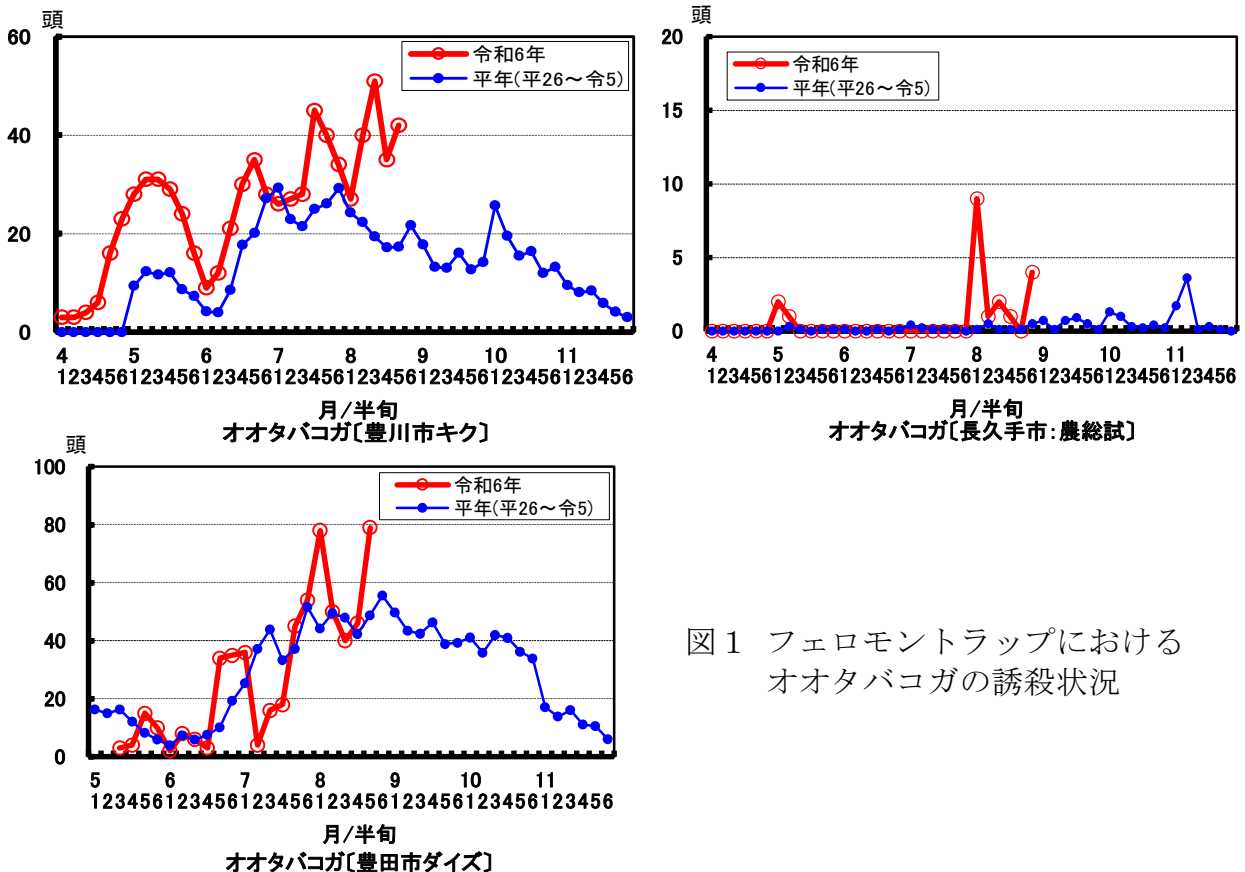 頭
60
40
20
0
令和6年
平年(平26～令5)
4 5 6 7 8 9 10 11
123456123456123456123456123456123456123456123456
月/半旬
オオタバコガ〔豊川市キク〕
頭
20
15
10
5
0
令和6年
平年(平26～令5)
4 5 6 7 8 9 10 11
123456123456123456123456123456123456123456123456
月/半旬
オオタバコガ〔長久手市:農総試〕
頭
100
80
60
40
20
0
令和6年
平年(平26～令5)
5 6 7 8 9 10 11
123456123456123456123456123456123456123456
月/半旬
オオタバコガ〔豊田市ダイズ〕
図１ フェロモントラップにおける
オオタバコガの誘殺状況